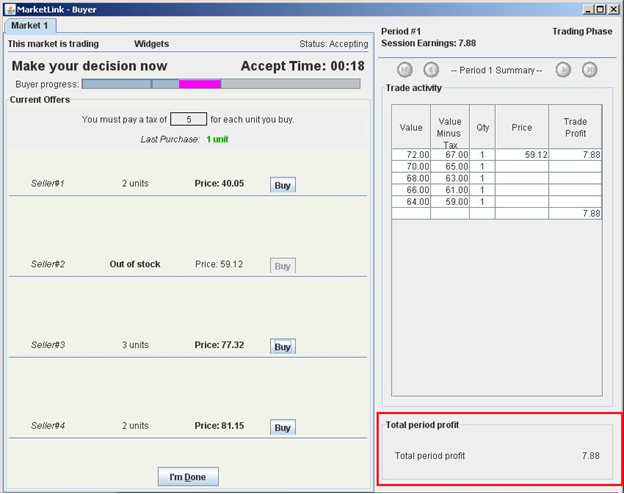 MarketLink - Buyer
Market 1
This market is trading Widgets Status: Accepting
Make your decision now Accept Time: 00:18
Buyer progress:
Current Offers
You must pay a tax of 5 for each unit you buy.
Last Purchase: 1 unit
Seller#1 2 units Price: 40.05 Buy
Seller#2 Out of stock Price: 59.12 Buy
Seller#3 3 units Price: 77.32 Buy
Seller#4 2 units Price: 81.15 Buy
I'm Done
Period #1 Trading Phase
Session Earnings: 7.88
-- Period 1 Summary --
Trade activity
Value Value Minus Tax Qty Price Trade Profit
72.00 67.00 1 59.12 7.88
70.00 65.00 1
68.00 63.00 1
66.00 61.00 1
64.00 59.00 1
7.88
Total period profit
Total period profit 7.88